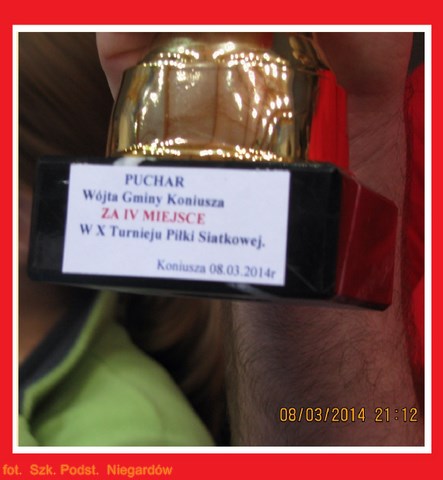 PUCHAR
Wójta Gminy Koniusza
ZA IV MIEJSCE
W X Turnieju Piłki Siatkowej.
Koniusza 08.03.2014r
08/03/2014 21:12
fot. Szk. Podst. Niegardów